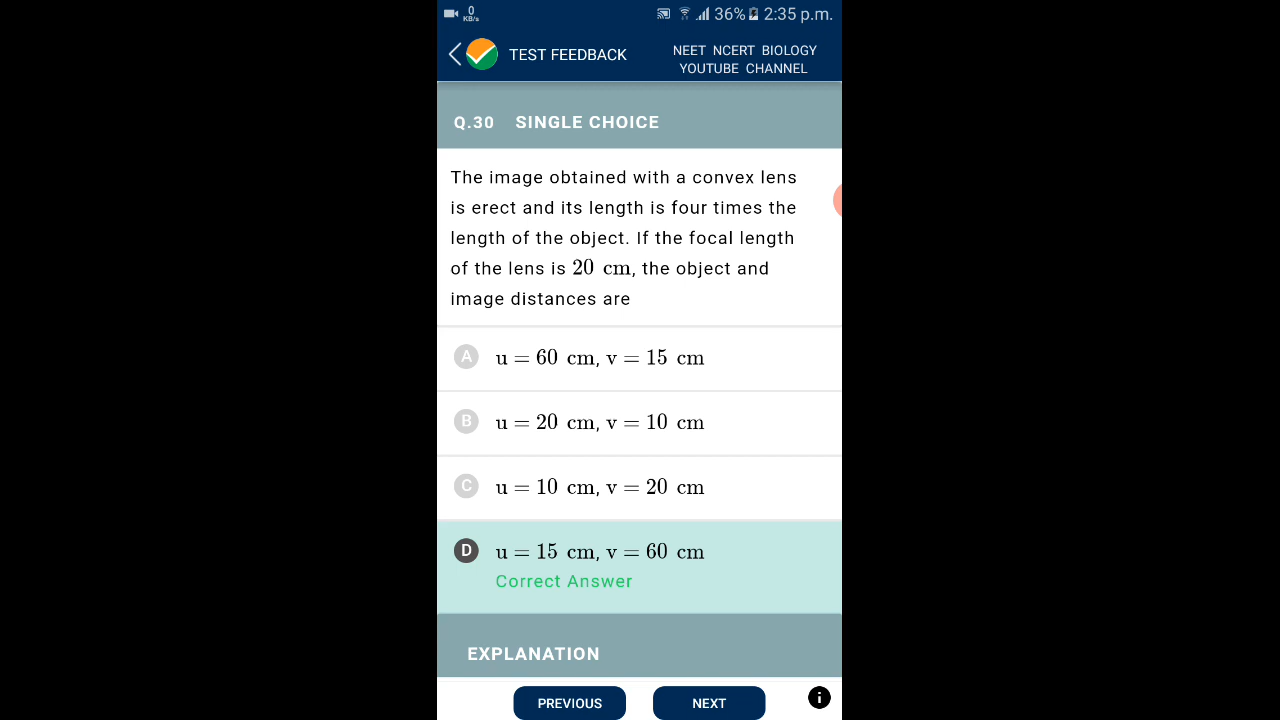 0
KB/s
36% 2:35 p.m.
TEST FEEDBACK
NEET NCERT BIOLOGY
YOUTUBE CHANNEL
Q.30 SINGLE CHOICE
The image obtained with a convex lens
is erect and its length is four times the
length of the object. If the focal length
of the lens is 20 cm, the object and
image distances are
A u = 60 cm, v = 15 cm
B u = 20 cm, v = 10 cm
C u = 10 cm, v = 20 cm
D u = 15 cm, v = 60 cm
Correct Answer
EXPLANATION
PREVIOUS
NEXT
i